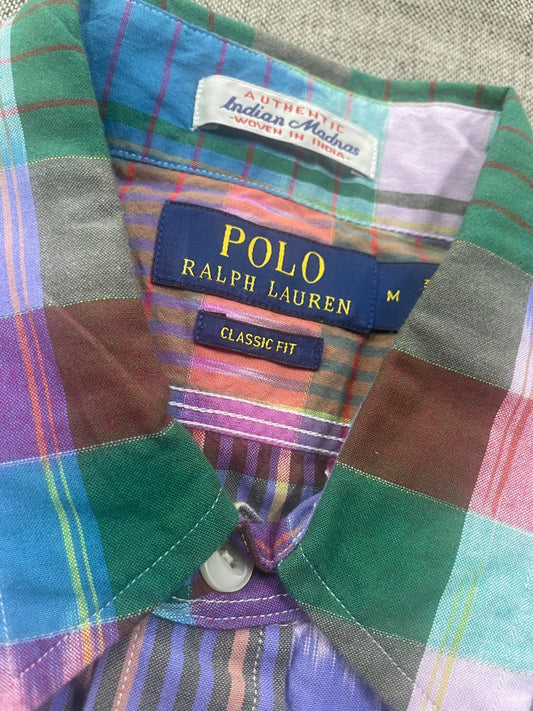 AUTHENTIC
Indian Madras
-WOVEN IN INDIA-
POLO
RALPH LAUREN
M
CLASSIC FIT